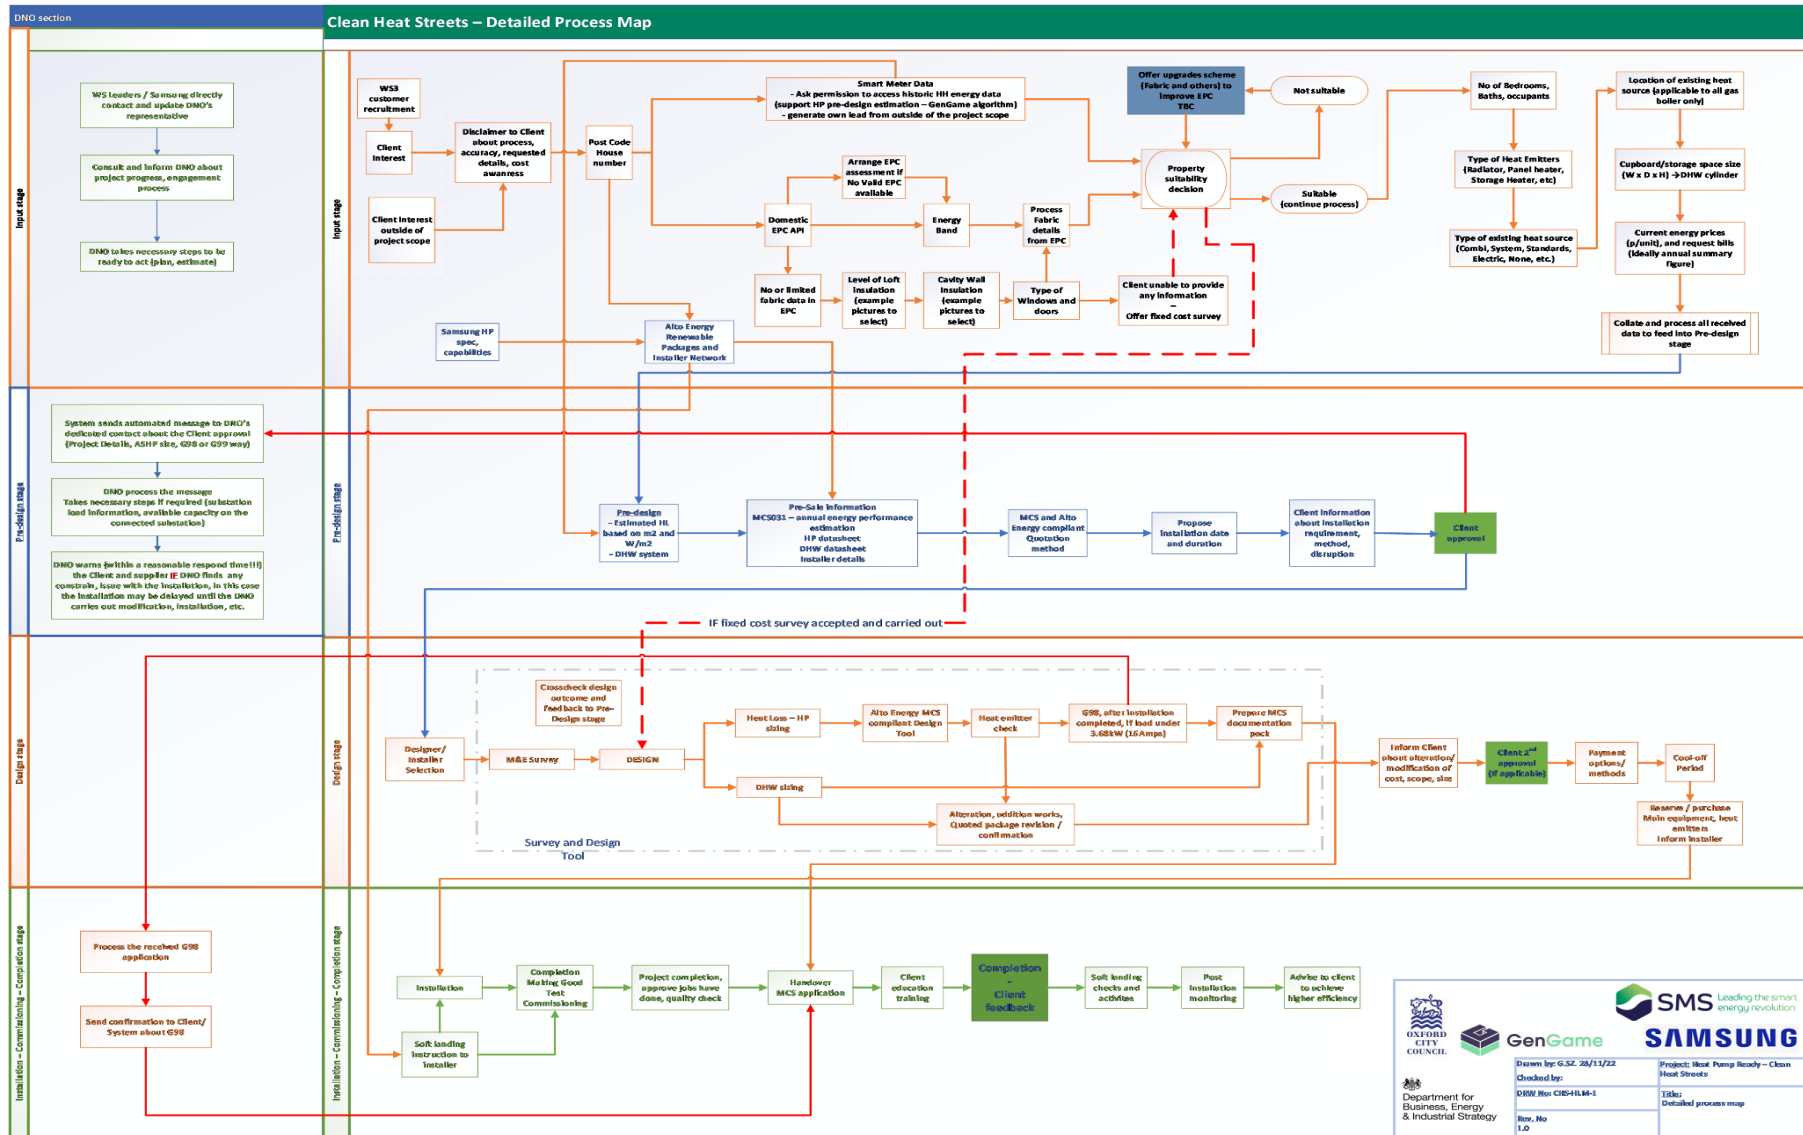 DNO section
Clean Heat Streets – Detailed Process Map
Input stage
WS Leaders / Samsung directly
contact and update DNO's
representative
Consult and inform DNO about
project progress, engagement
process
DNO takes necessary steps to be
ready to act (plan, estimate)
Input stage
WS3
customer
recruitment
Client
Interest
Client Interest
outside of
project scope
Disclaimer to Client
about process,
accuracy, requested
details, cost
awanress
Post Code
House
number
Smart Meter Data
- Ask permission to access historic HH energy data
(support HP pre-design estimation – GenGame algorithm)
- generate own lead from outside of the project scope
Arrange EPC
assessment if
No Valid EPC
available
Domestic
EPC API
Energy
Band
Process
Fabric
details
from EPC
No or limited
fabric data in
EPC
Level of Loft
insulation
(example
pictures to
select)
Cavity Wall
Insulation
(example
pictures to
select)
Type of
Windows and
doors
Client unable to provide
any information
–
Offer fixed cost survey
Offer upgrades scheme
(Fabric and others) to
improve EPC
TBC
Not suitable
Property
suitability
decision
Suitable
(continue process)
No of Bedrooms,
Baths, occupants
Type of Heat Emitters
(Radiator, Panel heater,
Storage Heater, etc)
Type of existing heat source
(Combi, System, Standards,
Electric, None, etc.)
Location of existing heat
source (applicable to all gas
boiler only)
Cupboard/storage space size
(W x D x H) →DHW cylinder
Current energy prices
(p/unit), and request bills
(ideally annual summary
figure)
Collate and process all received
data to feed into Pre-design
stage
Samsung HP
spec,
capabilities
Alto Energy
Renewable
Packages and
Installer Network
Pre-design stage
System sends automated message to DNO's
dedicated contact about the Client approval
(Project Details, ASHP size, G98 or G99 way)
DNO process the message
Takes necessary steps if required (substation
load information, available capacity on the
connected substation)
DNO warns (within a reasonable respond time!!!)
the Client and supplier IF DNO finds any
constrain, issue with the installation, in this case
the installation may be delayed until the DNO
carries out modification, installation, etc.
Pre-design stage
Pre-design
- Estimated HL
based on m2 and
W/m2
- DHW system
Pre-Sale information
MCS031 – annual energy performance
estimation
HP datasheet
DHW datasheet
Installer details
MCS and Alto
Energy compliant
Quotation
method
Propose
installation date
and duration
Client information
about installation
requirement,
method,
disruption
Client
approval
IF fixed cost survey accepted and carried out
Design stage
Design stage
Crosscheck design
outcome and
feedback to Pre-
Design stage
Designer/
Installer
Selection
M&E Survey
DESIGN
Heat Loss – HP
sizing
Alto Energy MCS
compliant Design
Tool
Heat emitter
check
G98, after installation
completed, if load under
3.68kW (16Amps)
Prepare MCS
documentation
pack
DHW sizing
Alteration, addition works,
Quoted package revision /
confirmation
Survey and Design
Tool
Inform Client
about alteration/
modification of
cost, scope, size
Client 2nd
approval
(if applicable)
Payment
options/
methods
Cool-off
Period
Reserve / purchase
Main equipment, heat
emitters
Inform installer
Installation – Commissioning – Completion stage
Process the received G98
application
Send confirmation to Client/
System about G98
Installation – Commissioning – Completion stage
Installation
Soft landing
instruction to
installer
Completion
Making Good
Test
Commissioning
Project completion,
approve jobs have
done, quality check
Handover
MCS application
Client
education
training
Completion
-
Client
feedback
Soft landing
checks and
activites
Post
Installation
monitoring
Advise to client
to achieve
higher efficiency
OXFORD
CITY
COUNCIL
GenGame
SMS Leading the smart
energy revolution
SAMSUNG
Department for
Business, Energy
& Industrial Strategy
Drawn by: G.SZ. 28/11/22
Checked by:
DRW No: CHS-HLM-1
Rev. No
1.0
Project: Heat Pump Ready – Clean
Heat Streets
Title:
Detailed process map